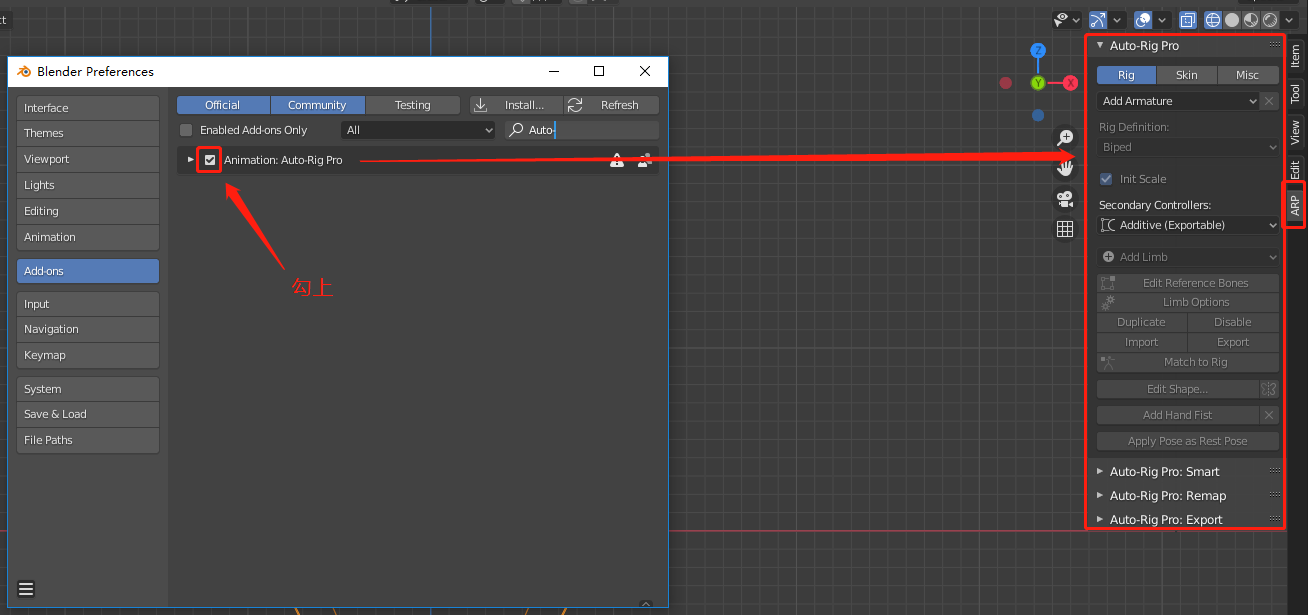 ct
Blender Preferences
Interface
Themes
Viewport
Lights
Editing
Animation
Add-ons
Input
Navigation
Keymap
System
Save & Load
File Paths
Official Community Testing Install... Refresh
Enabled Add-ons Only All Auto-
Animation: Auto-Rig Pro
勾上
Z
Y
X
Auto-Rig Pro
Rig Skin Misc
Add Armature
Rig Definition:
Biped
Init Scale
Secondary Controllers:
Additive (Exportable)
Add Limb
Edit Reference Bones
Limb Options
Duplicate Disable
Import Export
Match to Rig
Edit Shape...
Add Hand Fist
Apply Pose as Rest Pose
Auto-Rig Pro: Smart
Auto-Rig Pro: Remap
Auto-Rig Pro: Export
Item
Tool
View
Edit
ARP